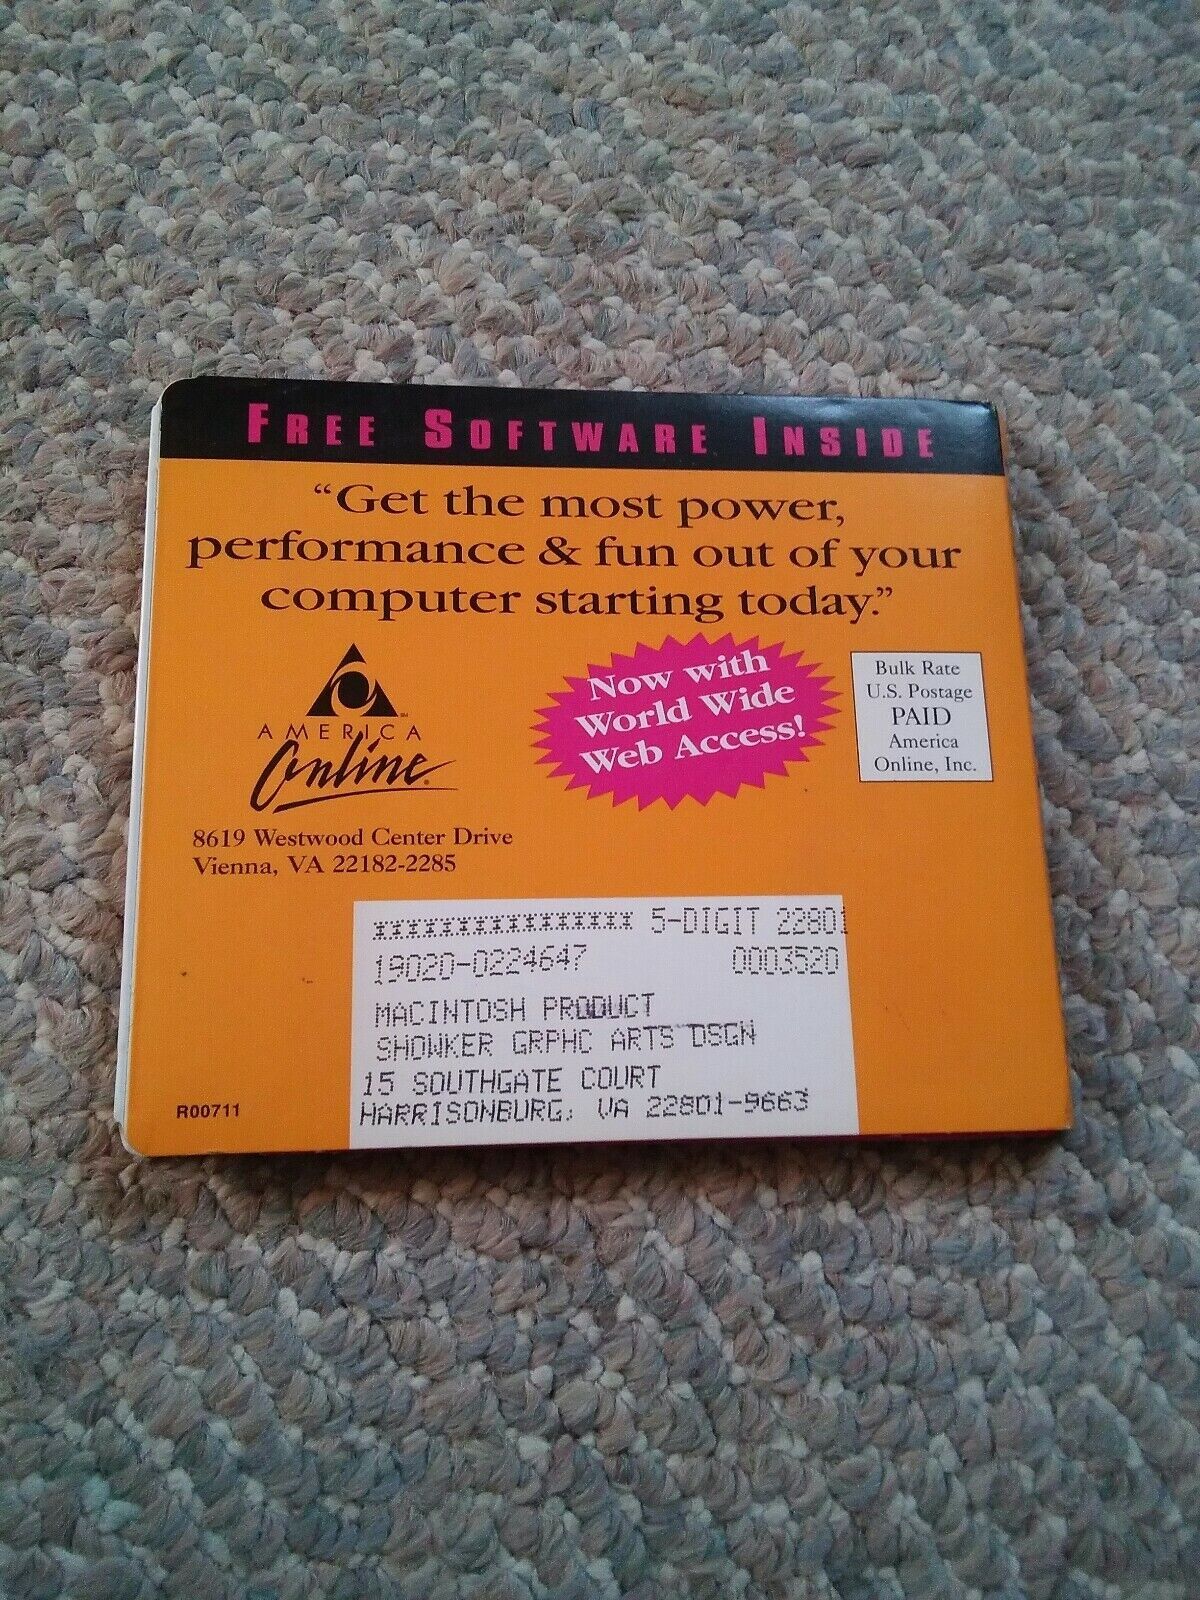 FREE SOFTWARE INSIDE
“Get the most power,
performance & fun out of your
computer starting today.”
AMERICA
Online
SM
®
Now with
World Wide
Web Access!
Bulk Rate
U.S. Postage
PAID
America
Online, Inc.
8619 Westwood Center Drive
Vienna, VA 22182-2285
5-DIGIT 22801
19020-0224647 0003520
MACINTOSH PRODUCT
SHOWKER GRPHC ARTS DSGN
15 SOUTHGATE COURT
HARRISONBURG, VA 22801-9663
R00711